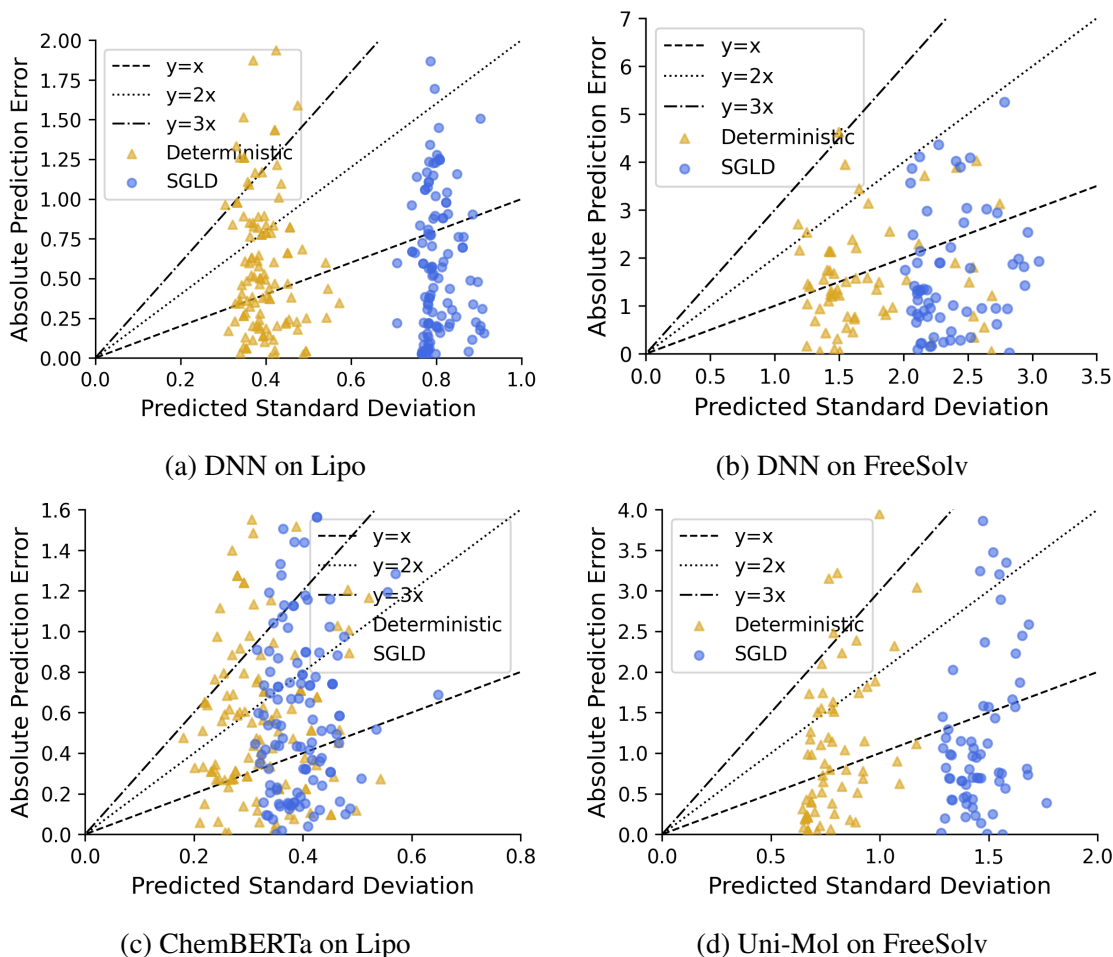 2.00
1.75
1.50
1.25
1.00
0.75
0.50
0.25
0.00
0.0 0.2 0.4 0.6 0.8 1.0
Absolute Prediction Error
Predicted Standard Deviation
y=x
y=2x
y=3x
Deterministic
SGLD
(a) DNN on Lipo
7
6
5
4
3
2
1
0
0.0 0.5 1.0 1.5 2.0 2.5 3.0 3.5
Absolute Prediction Error
Predicted Standard Deviation
y=x
y=2x
y=3x
Deterministic
SGLD
(b) DNN on FreeSolv
1.6
1.4
1.2
1.0
0.8
0.6
0.4
0.2
0.0
0.0 0.2 0.4 0.6 0.8
Absolute Prediction Error
Predicted Standard Deviation
y=x
y=2x
y=3x
Deterministic
SGLD
(c) ChemBERTa on Lipo
4.0
3.5
3.0
2.5
2.0
1.5
1.0
0.5
0.0
0.0 0.5 1.0 1.5 2.0
Absolute Prediction Error
Predicted Standard Deviation
y=x
y=2x
y=3x
Deterministic
SGLD
(d) Uni-Mol on FreeSolv